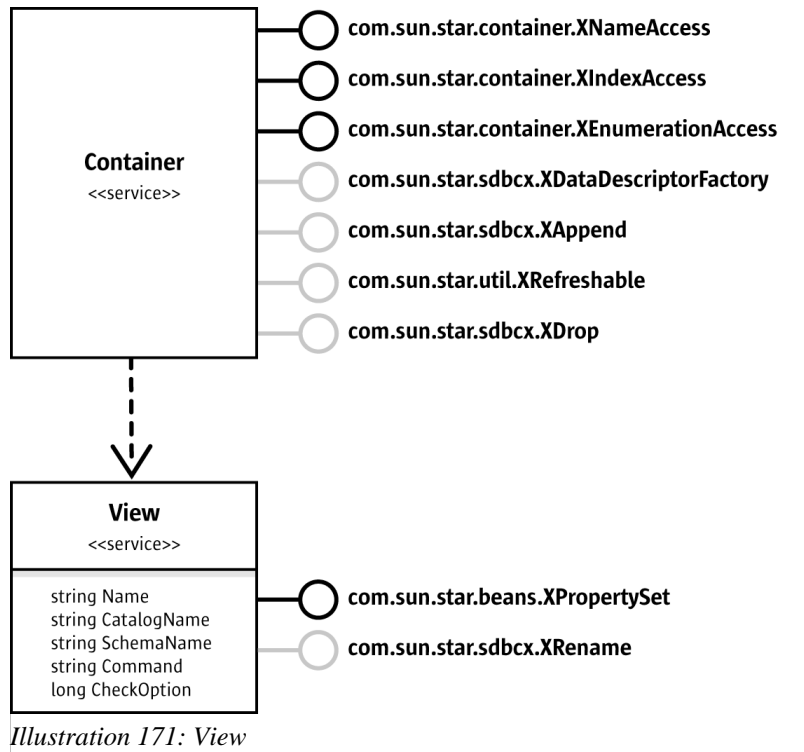 com.sun.star.container.XNameAccess
com.sun.star.container.XIndexAccess
com.sun.star.container.XEnumerationAccess
Container
<<service>>
com.sun.star.sdbcx.XDataDescriptorFactory
com.sun.star.sdbcx.XAppend
com.sun.star.util.XRefreshable
com.sun.star.sdbcx.XDrop
View
<<service>>
string Name
string CatalogName
string SchemaName
string Command
long CheckOption
com.sun.star.beans.XPropertySet
com.sun.star.sdbcx.XRename
Illustration 171: View